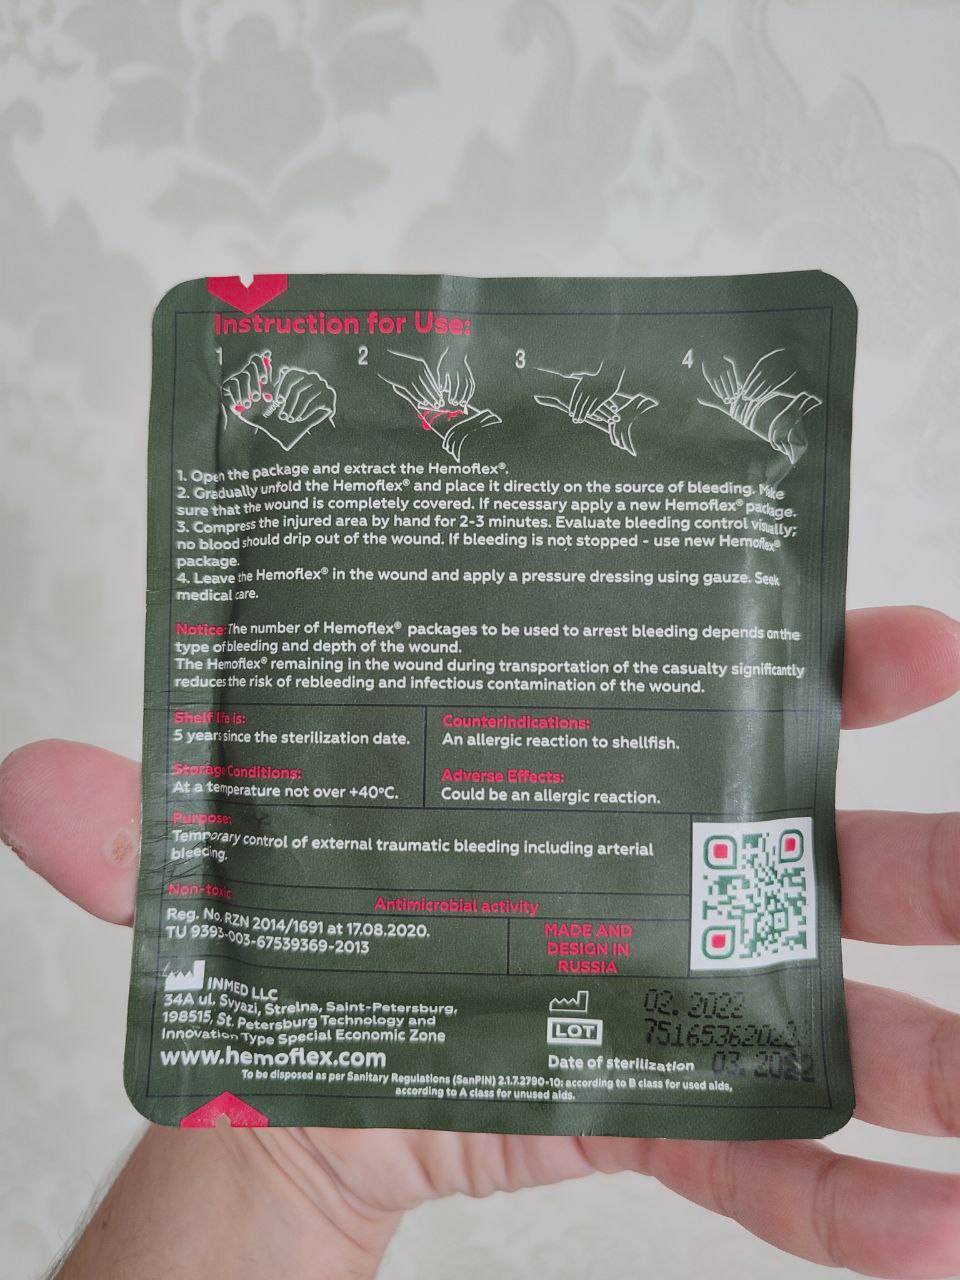 Instruction for Use:
1 2 3 4
1. Open the package and extract the Hemoflex®.
2. Gradually unfold the Hemoflex® and place it directly on the source of bleeding. Make
sure that the wound is completely covered. If necessary apply a new Hemoflex® package.
3. Compress the injured area by hand for 2-3 minutes. Evaluate bleeding control visually;
no blood should drip out of the wound. If bleeding is not stopped - use new Hemoflex®
package.
4. Leave the Hemoflex® in the wound and apply a pressure dressing using gauze. Seek
medical care.
Notice: The number of Hemoflex® packages to be used to arrest bleeding depends on the
type of bleeding and depth of the wound.
The Hemoflex® remaining in the wound during transportation of the casualty significantly
reduces the risk of rebleeding and infectious contamination of the wound.
Shelf life is:
5 years since the sterilization date.
Storage Conditions:
At a temperature not over +40°C.
Counterindications:
An allergic reaction to shellfish.
Adverse Effects:
Could be an allergic reaction.
Purpose:
Temporary control of external traumatic bleeding including arterial
bleeding.
Non-toxic
Antimicrobial activity
Reg. No. RZN 2014/1691 at 17.08.2020.
TU 9393-003-67539369-2013
MADE AND
DESIGN IN
RUSSIA
INMED LLC
34A ul. Svyazi, Strelna, Saint-Petersburg,
198515, St. Petersburg Technology and
Innovation Type Special Economic Zone
www.hemoflex.com
02. 2022
LOT
Date of sterilization 03. 2022
To be disposed as per Sanitary Regulations (SanPIN) 2.1.7.2790-10: according to B class for used aids,
according to A class for unused aids.